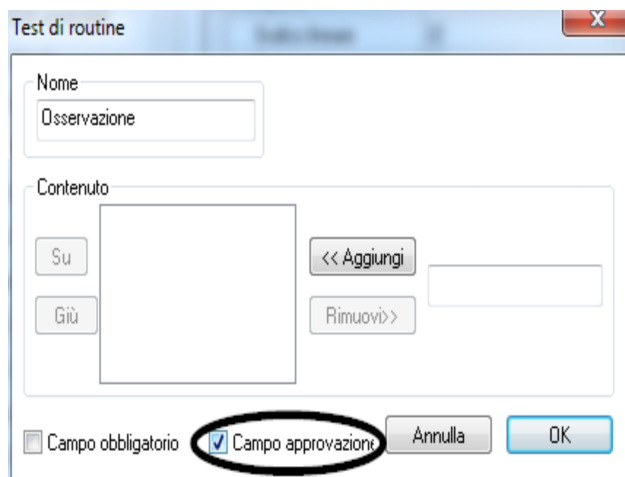 Test di routine
Nome
Osservazione
Contenuto
Su
<< Aggiungi
Giù
Rimuovi>>
Campo obbligatorio
Campo approvazione
Annulla
OK